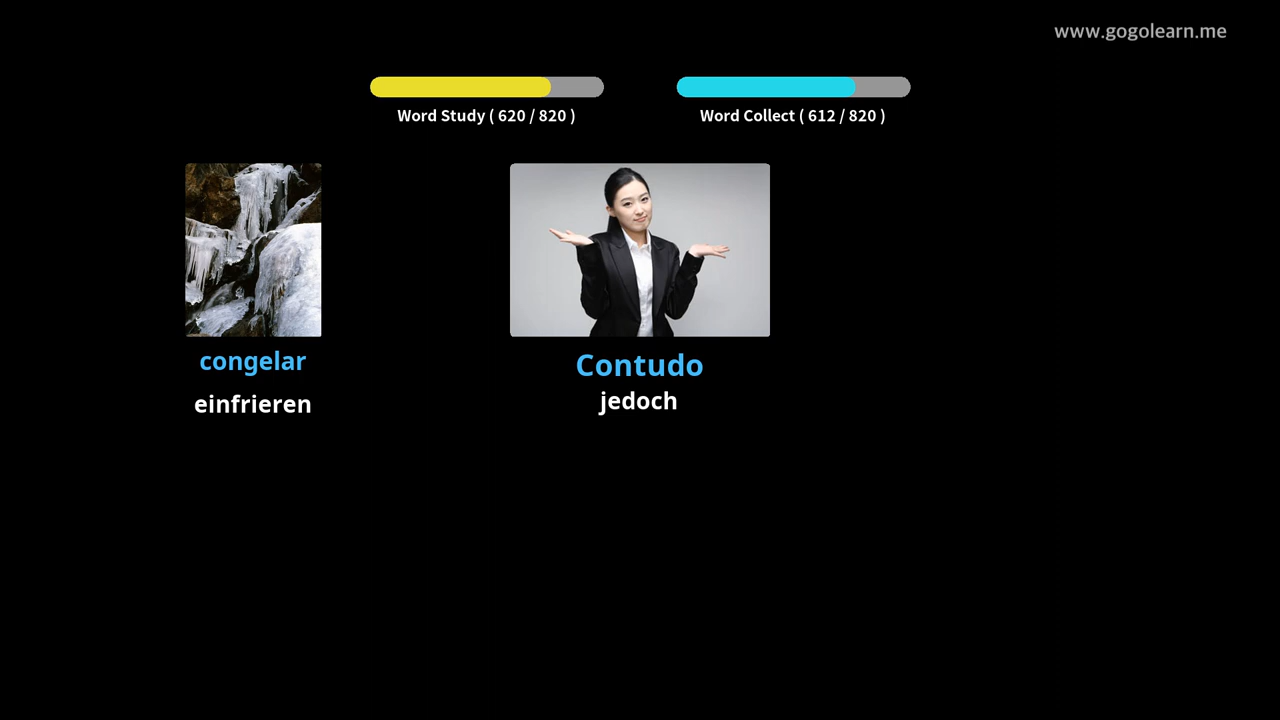 www.gogolearn.me
Word Study ( 620 / 820 )
Word Collect ( 612 / 820 )
congelar
einfrieren
Contudo
jedoch